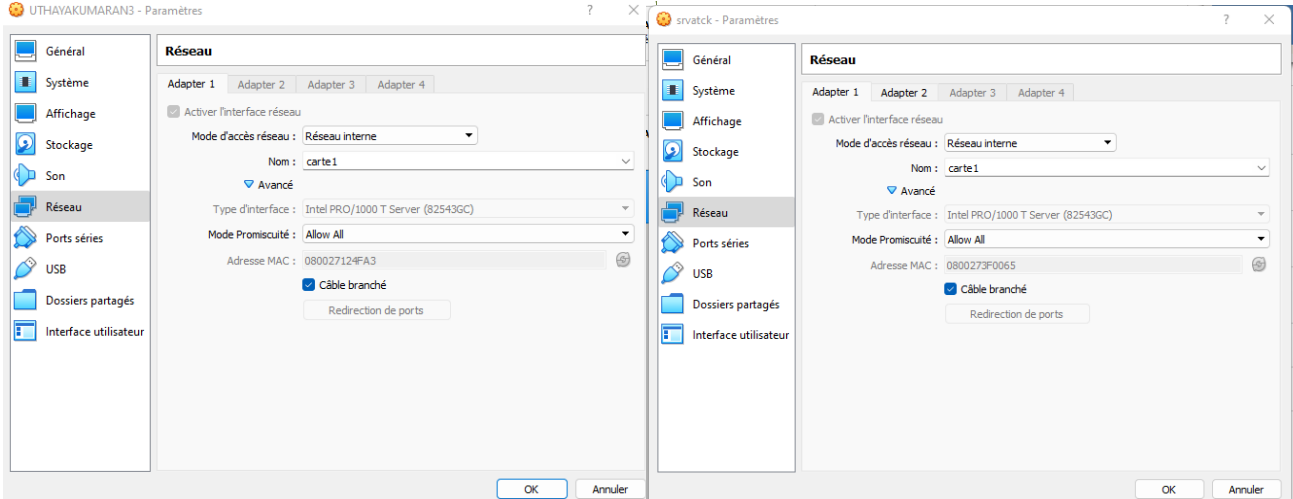 UTHAYAKUMARAN3 - Paramètres
?
×
Général
Système
Affichage
Stockage
Son
Réseau
Ports séries
USB
Dossiers partagés
Interface utilisateur
Réseau
Adapter 1 Adapter 2 Adapter 3 Adapter 4
Activer l'interface réseau
Mode d'accès réseau : Réseau interne
Nom : carte1
Avancé
Type d'interface : Intel PRO/1000 T Server (82543GC)
Mode Promiscuité : Allow All
Adresse MAC : 080027124FA3
Câble branché
Redirection de ports
OK Annuler
srvatck - Paramètres
?
×
Général
Système
Affichage
Stockage
Son
Réseau
Ports séries
USB
Dossiers partagés
Interface utilisateur
Réseau
Adapter 1 Adapter 2 Adapter 3 Adapter 4
Activer l'interface réseau
Mode d'accès réseau : Réseau interne
Nom : carte1
Avancé
Type d'interface : Intel PRO/1000 T Server (82543GC)
Mode Promiscuité : Allow All
Adresse MAC : 0800273F0065
Câble branché
Redirection de ports
OK Annuler